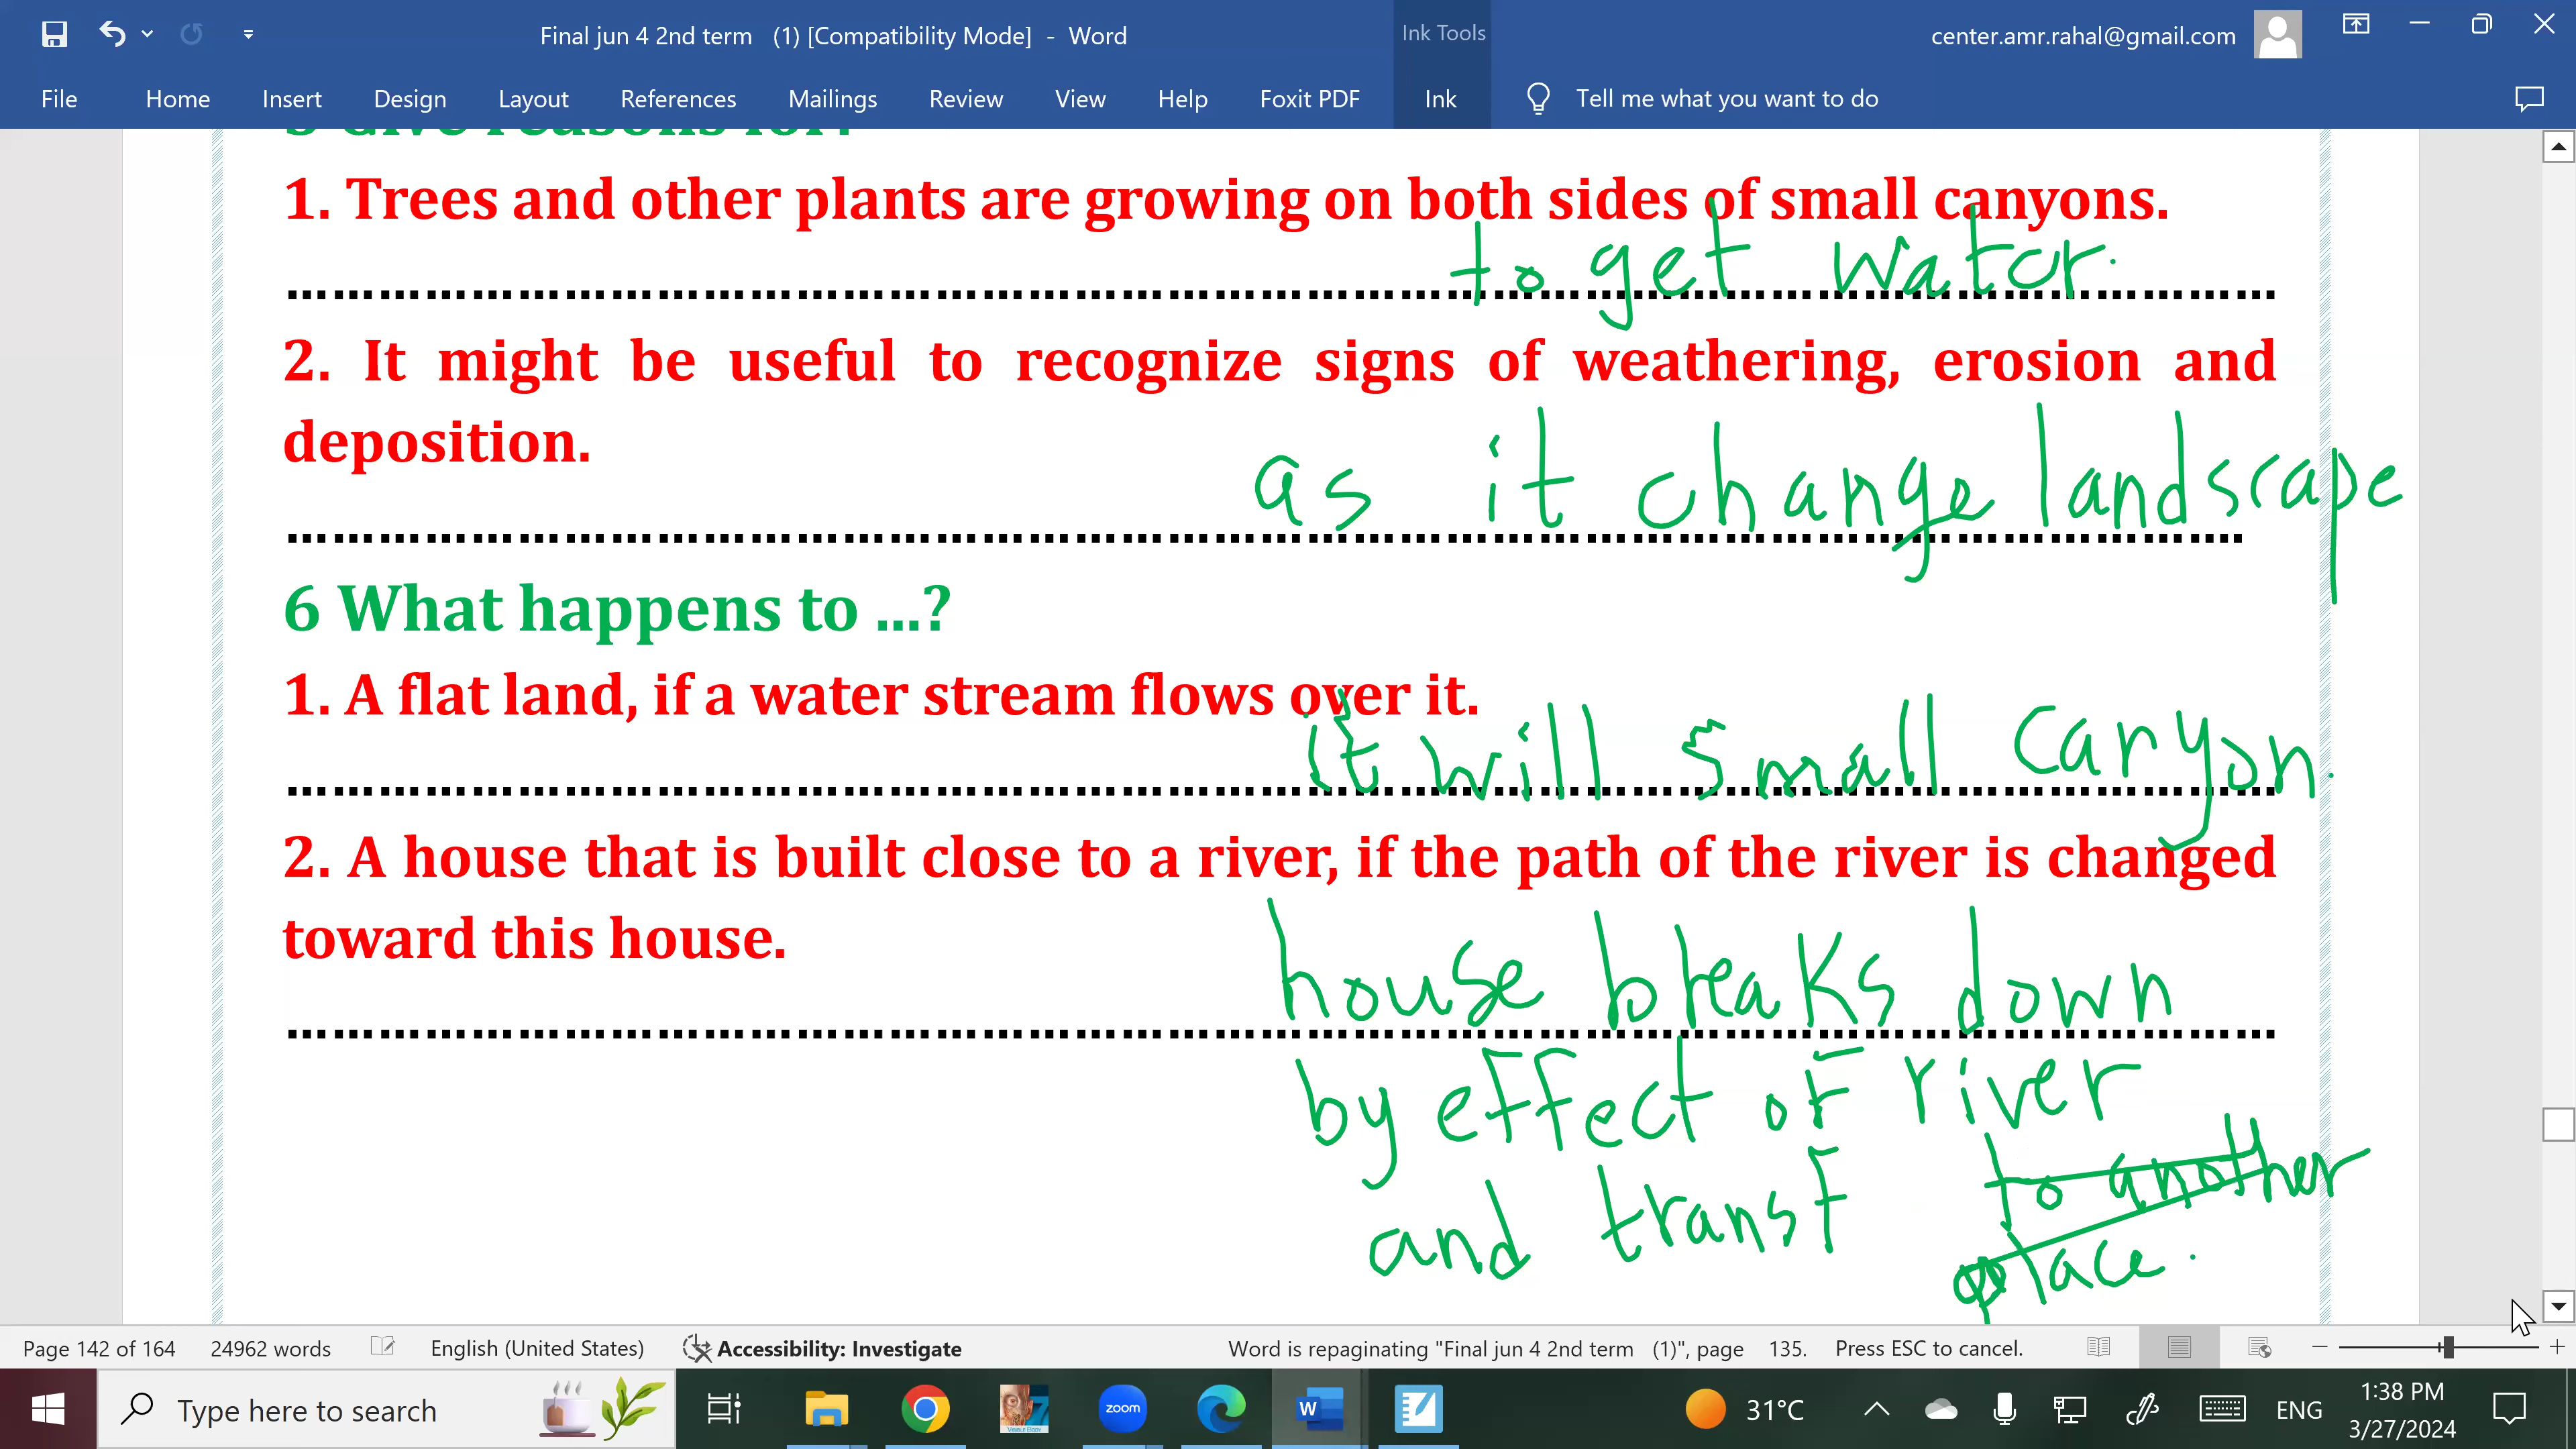 Final jun 4 2nd term (1) [Compatibility Mode] - Word
Ink Tools
center.amr.rahal@gmail.com
File Home Insert Design Layout References Mailings Review View Help Foxit PDF Ink Tell me what you want to do
1. Trees and other plants are growing on both sides of small canyons.
to get water.
2. It might be useful to recognize signs of weathering, erosion and
deposition.
as it change landscape
6 What happens to ...?
1. A flat land, if a water stream flows over it.
it will small canyon.
2. A house that is built close to a river, if the path of the river is changed
toward this house.
house breaks down
by effect of river
and transf to another
place.
Page 142 of 164 24962 words English (United States) Accessibility: Investigate Word is repaginating "Final jun 4 2nd term (1)", page 135. Press ESC to cancel.
Type here to search
zoom
W
31°C
ENG
1:38 PM
3/27/2024